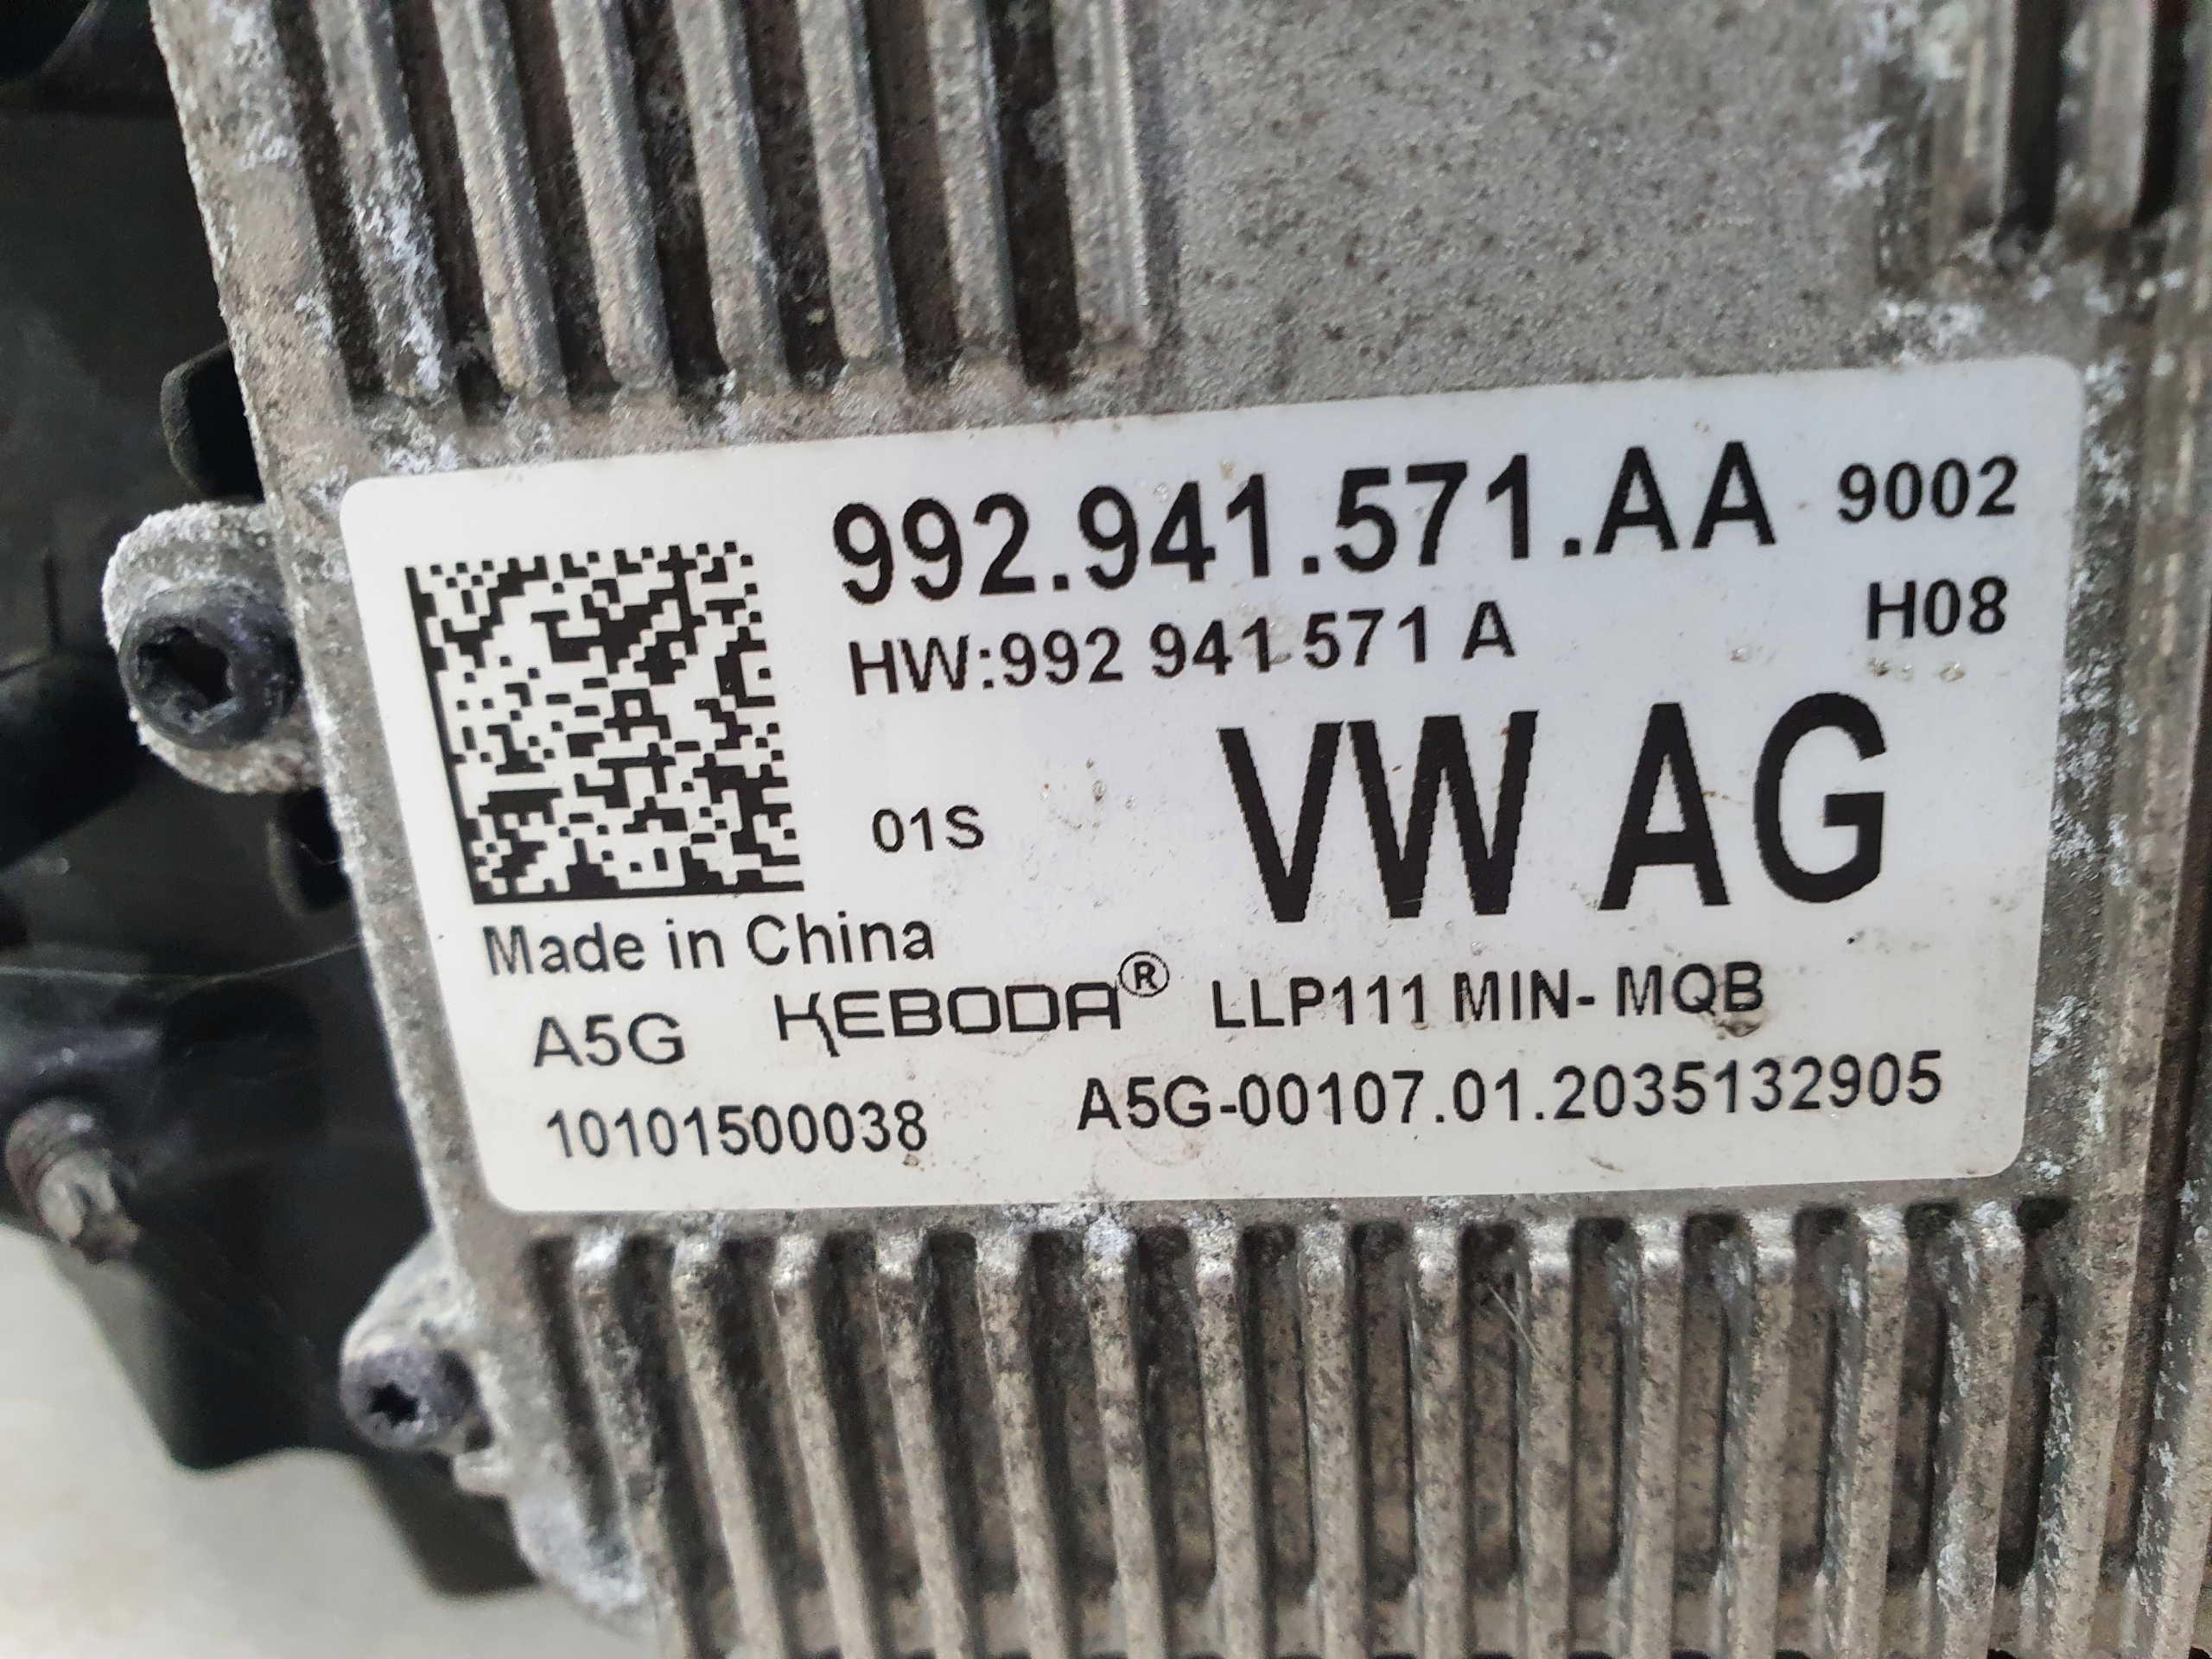 992.941.571.AA 9002
HW:992 941 571 A H08
01S VW AG
Made in China
A5G KEBODA® LLP111 MIN- MQB
10101500038 A5G-00107.01.2035132905